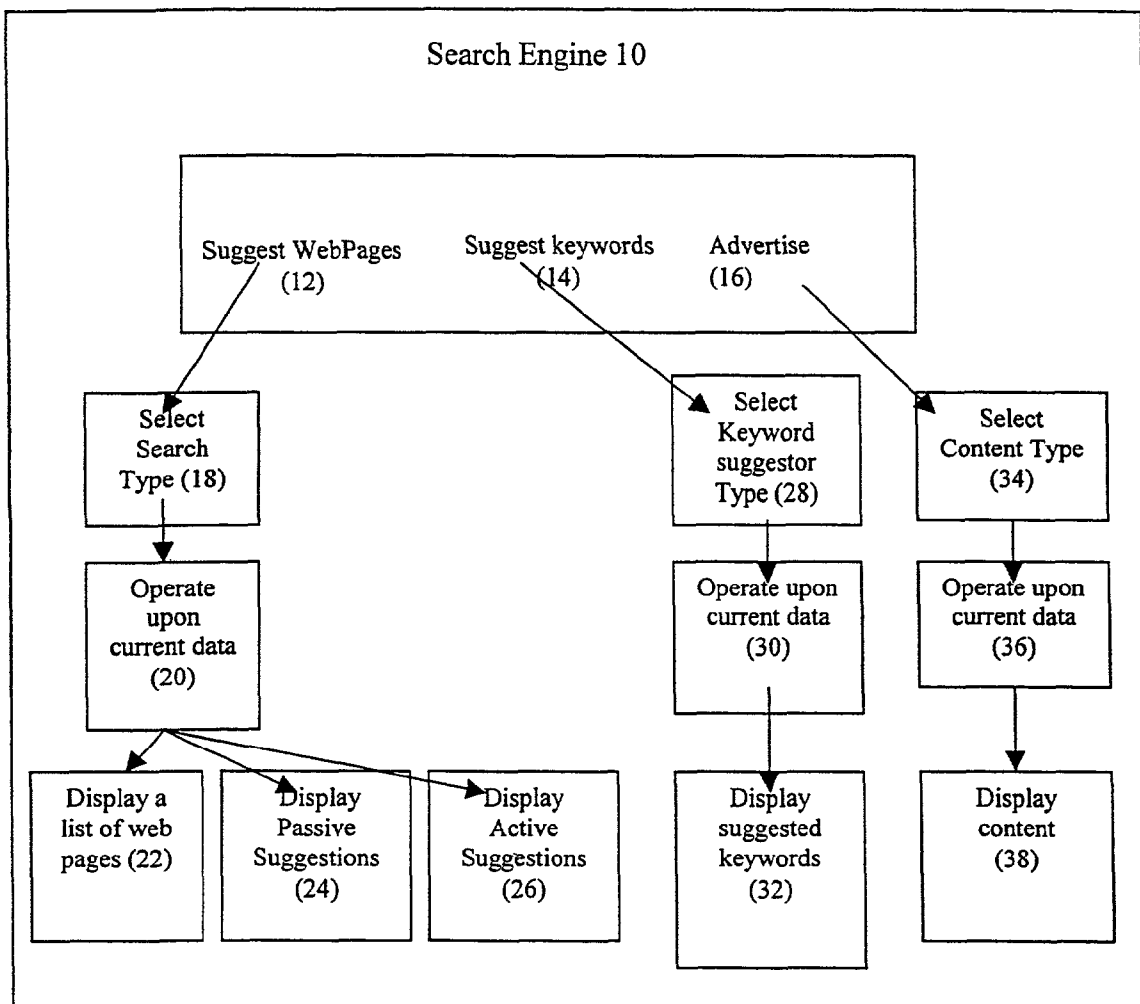 Search Engine 10
Suggest WebPages
(12)
Suggest keywords
(14)
Advertise
(16)
Select
Search
Type (18)
Select
Keyword
suggestor
Type (28)
Select
Content Type
(34)
Operate
upon
current data
(20)
Operate upon
current data
(30)
Operate upon
current data
(36)
Display a
list of web
pages (22)
Display
Passive
Suggestions
(24)
Display
Active
Suggestions
(26)
Display
suggested
keywords
(32)
Display
content
(38)